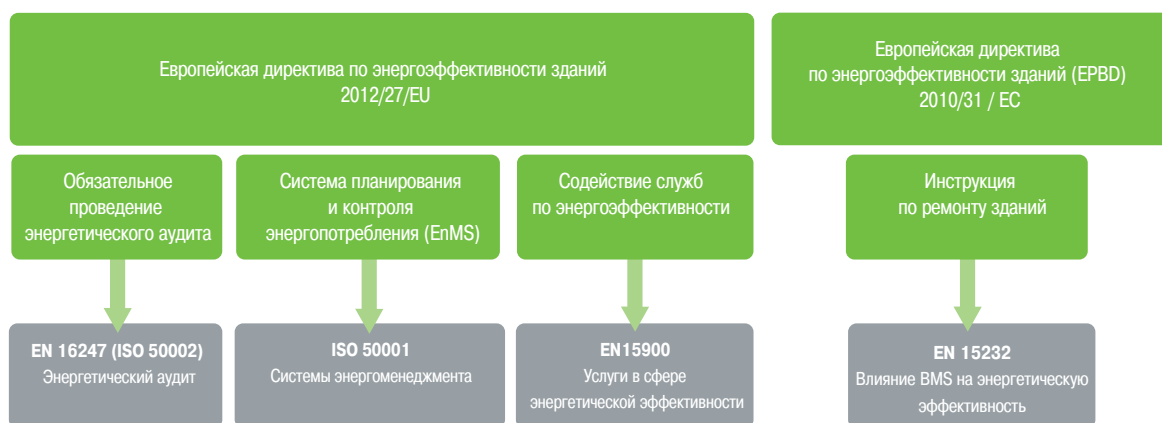 Европейская директива по энергоэффективности зданий
2012/27/EU
Европейская директива
по энергоэффективности зданий (EPBD)
2010/31 / EC
Обязательное
проведение
энергетического аудита
Система планирования
и контроля
энергопотребления (EnMS)
Содействие служб
по энергоэффективности
Инструкция
по ремонту зданий
EN 16247 (ISO 50002)
Энергетический аудит
ISO 50001
Системы энергоменеджмента
EN15900
Услуги в сфере
энергетической эффективности
EN 15232
Влияние BMS на энергетическую
эффективность